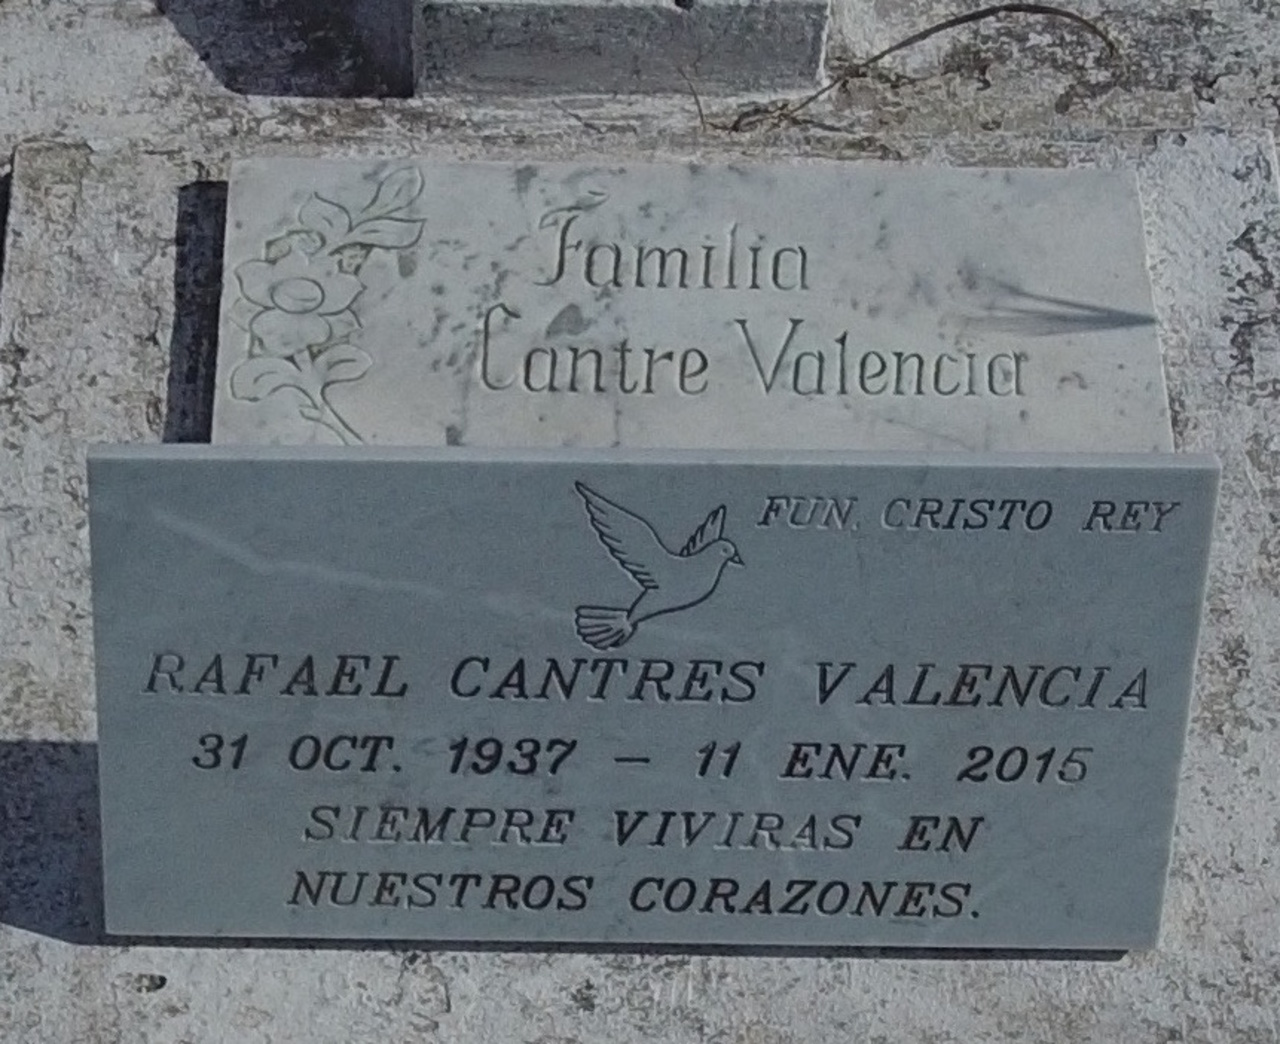 Familia
Cantre Valencia
FUN. CRISTO REY
RAFAEL CANTRES VALENCIA
31 OCT. 1937 - 11 ENE. 2015
SIEMPRE VIVIRAS EN
NUESTROS CORAZONES.